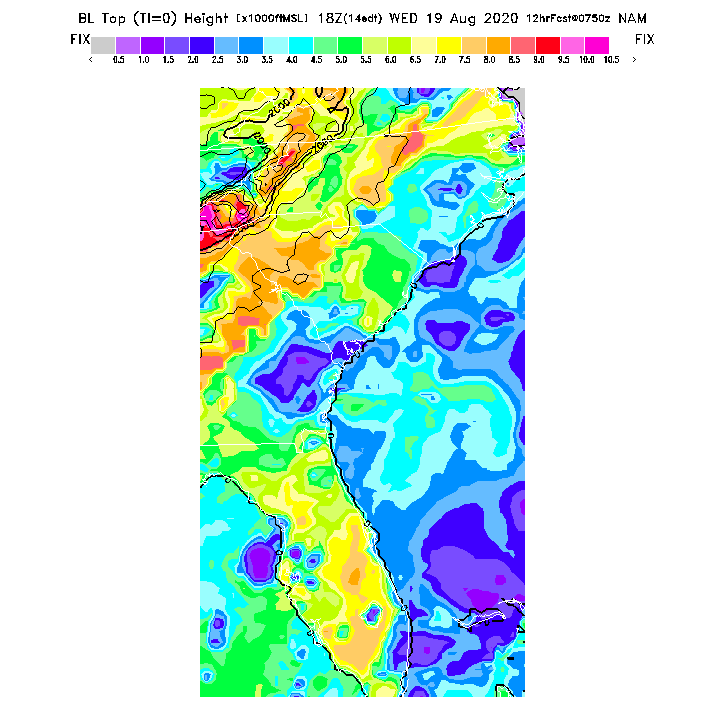 BL Top (TI=0) Height [x1000ftMSL] 18Z(14edt) WED 19 Aug 2020 12hrFcst@0750z NAM
FIX FIX
< 0.5 1.0 1.5 2.0 2.5 3.0 3.5 4.0 4.5 5.0 5.5 6.0 6.5 7.0 7.5 8.0 8.5 9.0 9.5 10.0 10.5 >
2000
2000
2000